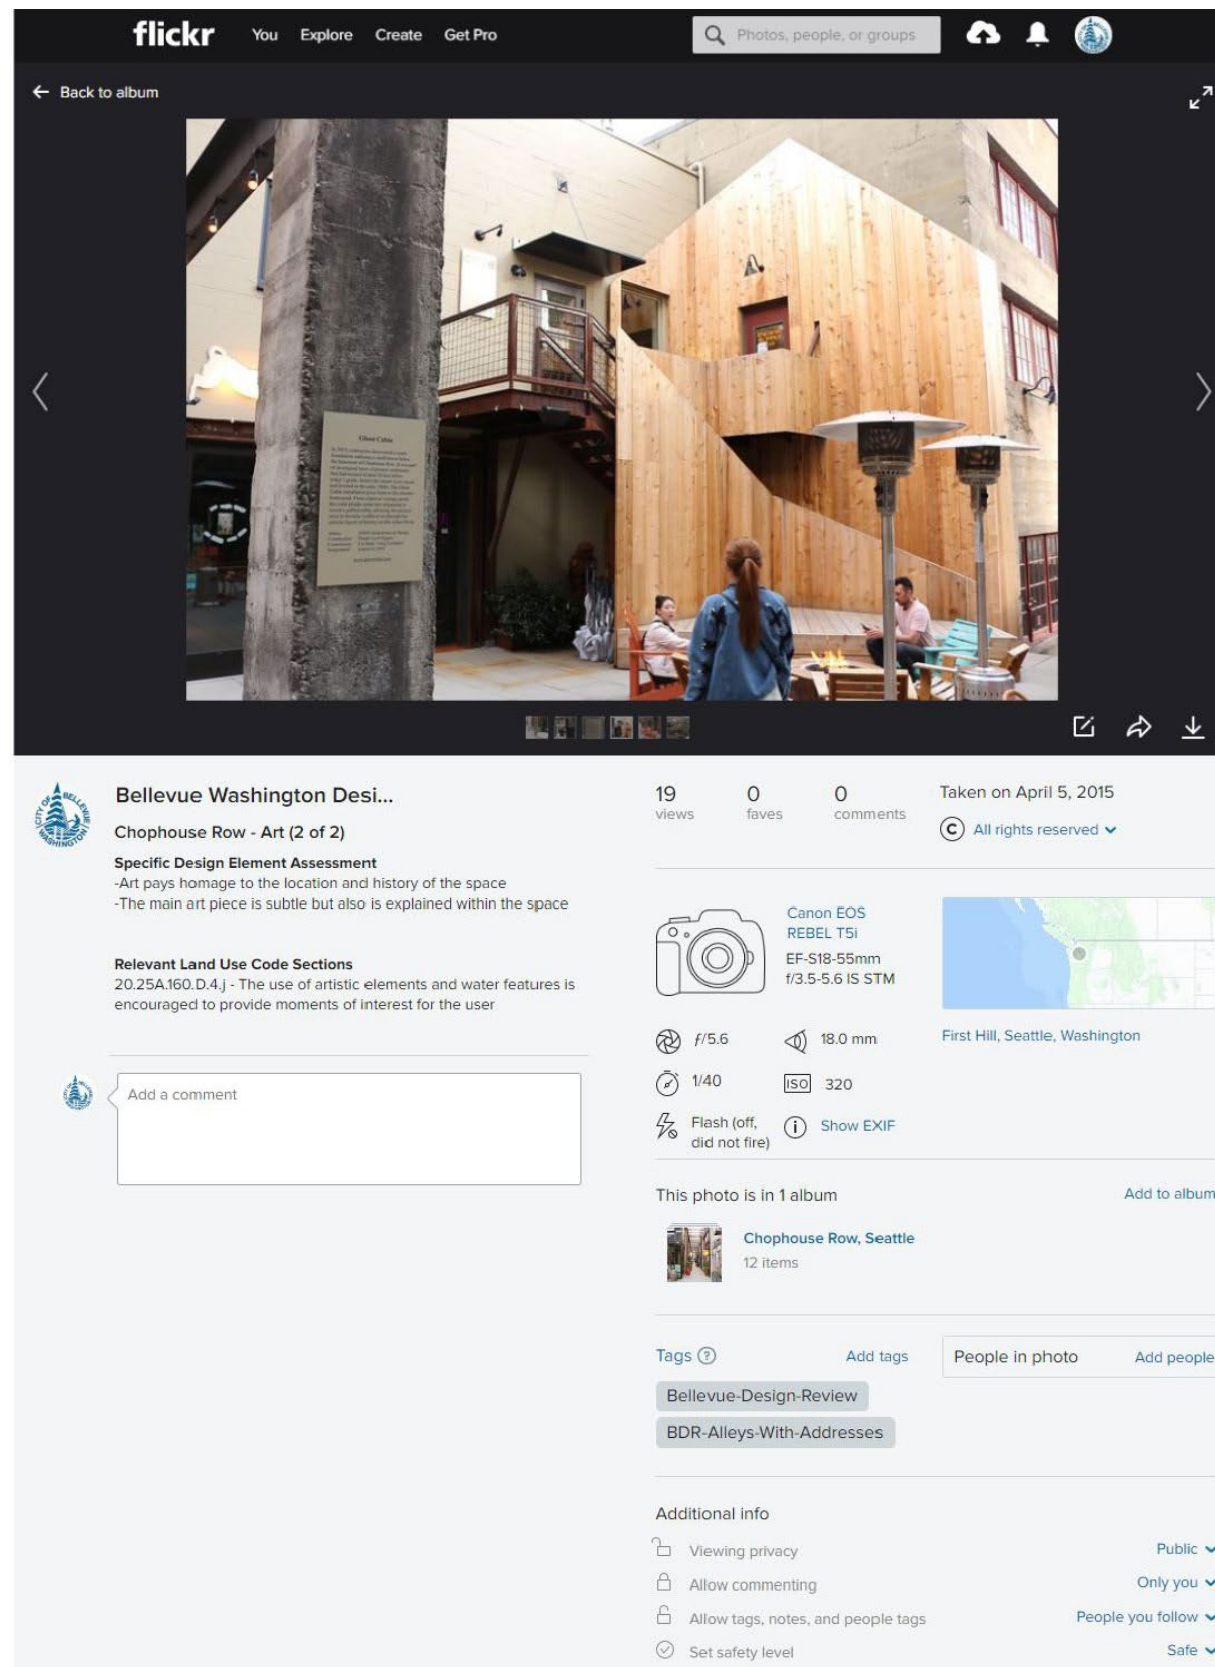 flickr You Explore Create Get Pro Photos, people, or groups
Back to album
Ghost Cabin
Bellevue Washington Desi...
Chophouse Row - Art (2 of 2)
Specific Design Element Assessment
-Art pays homage to the location and history of the space
-The main art piece is subtle but also is explained within the space
Relevant Land Use Code Sections
20.25A.160.D.4.j - The use of artistic elements and water features is
encouraged to provide moments of interest for the user
CITY OF BELLEVUE WASHINGTON
Add a comment
19 0 0
views faves comments
Taken on April 5, 2015
C All rights reserved
Canon EOS
REBEL T5i
EF-S18-55mm
f/3.5-5.6 IS STM
f/5.6 18.0 mm
1/40 ISO 320
Flash (off,
did not fire)
i Show EXIF
First Hill, Seattle, Washington
This photo is in 1 album Add to album
Chophouse Row, Seattle
12 items
Tags ? Add tags
Bellevue-Design-Review
BDR-Alleys-With-Addresses
People in photo Add people
Additional info
Viewing privacy Public
Allow commenting Only you
Allow tags, notes, and people tags People you follow
Set safety level Safe